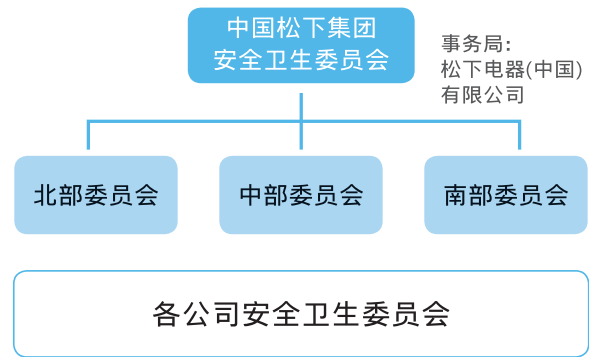 中国松下集团
安全卫生委员会
事务局:
松下电器(中国)
有限公司
北部委员会
中部委员会
南部委员会
各公司安全卫生委员会